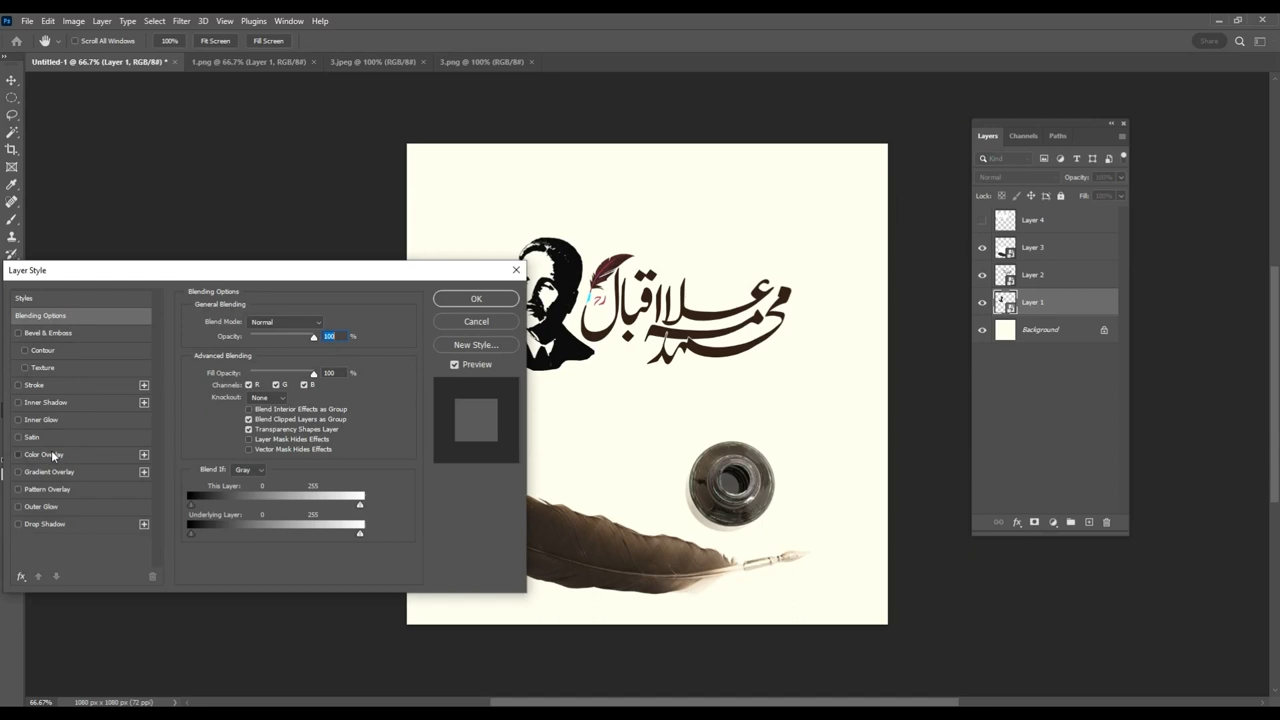 Ps File Edit Image Layer Type Select Filter 3D View Plugins Window Help
Scroll All Windows 100% Fit Screen Fill Screen Share
Untitled-1 @ 66.7% (Layer 1, RGB/8#) * × 1.png @ 66.7% (Layer 1, RGB/8#) × 3.jpeg @ 100% (RGB/8#) × 3.png @ 100% (RGB/8#) ×
Layers Channels Paths
Kind
Normal Opacity: 100%
Lock: Fill: 100%
Layer 4
Layer 3
Layer 2
Layer 1
Background
علامہ محمد اقبال
Layer Style
Styles
Blending Options
Bevel & Emboss
Contour
Texture
Stroke
Inner Shadow
Inner Glow
Satin
Color Overlay
Gradient Overlay
Pattern Overlay
Outer Glow
Drop Shadow
fx
Blending Options
General Blending
Blend Mode: Normal
Opacity: 100 %
Advanced Blending
Fill Opacity: 100 %
Channels: R G B
Knockout: None
Blend Interior Effects as Group
Blend Clipped Layers as Group
Transparency Shapes Layer
Layer Mask Hides Effects
Vector Mask Hides Effects
Blend If: Gray
This Layer: 0 255
Underlying Layer: 0 255
OK
Cancel
New Style...
Preview
fx
66.67% 1080 px x 1080 px (72 ppi)